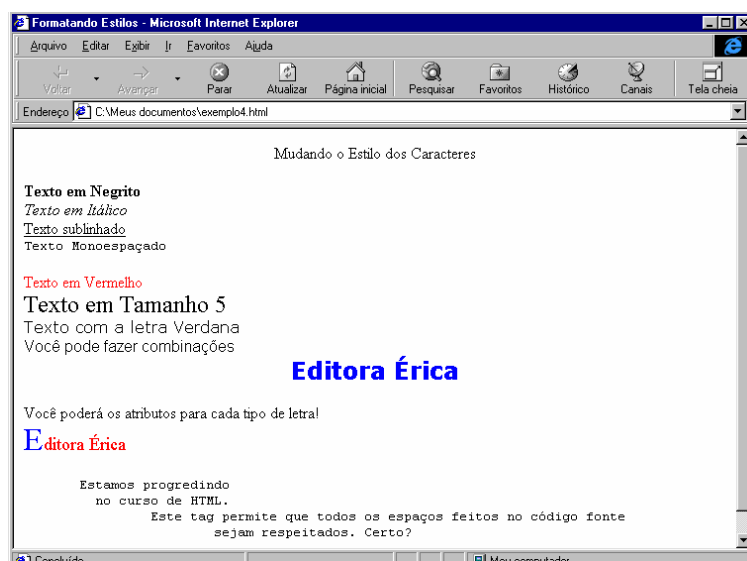 Formatando Estilos - Microsoft Internet Explorer
Arquivo Editar Exibir Ir Favoritos Ajuda
Voltar Avançar Parar Atualizar Página inicial Pesquisar Favoritos Histórico Canais Tela cheia
Endereço C:\Meus documentos\exemplo4.html
Mudando o Estilo dos Caracteres
Texto em Negrito
Texto em Itálico
Texto sublinhado
Texto Monoespaçado
Texto em Vermelho
Texto em Tamanho 5
Texto com a letra Verdana
Você pode fazer combinações
Editora Érica
Você poderá os atributos para cada tipo de letra!
Editora Érica
Estamos progredindo
no curso de HTML.
Este tag permite que todos os espaços feitos no código fonte
sejam respeitados. Certo?
Concluído Meu computador